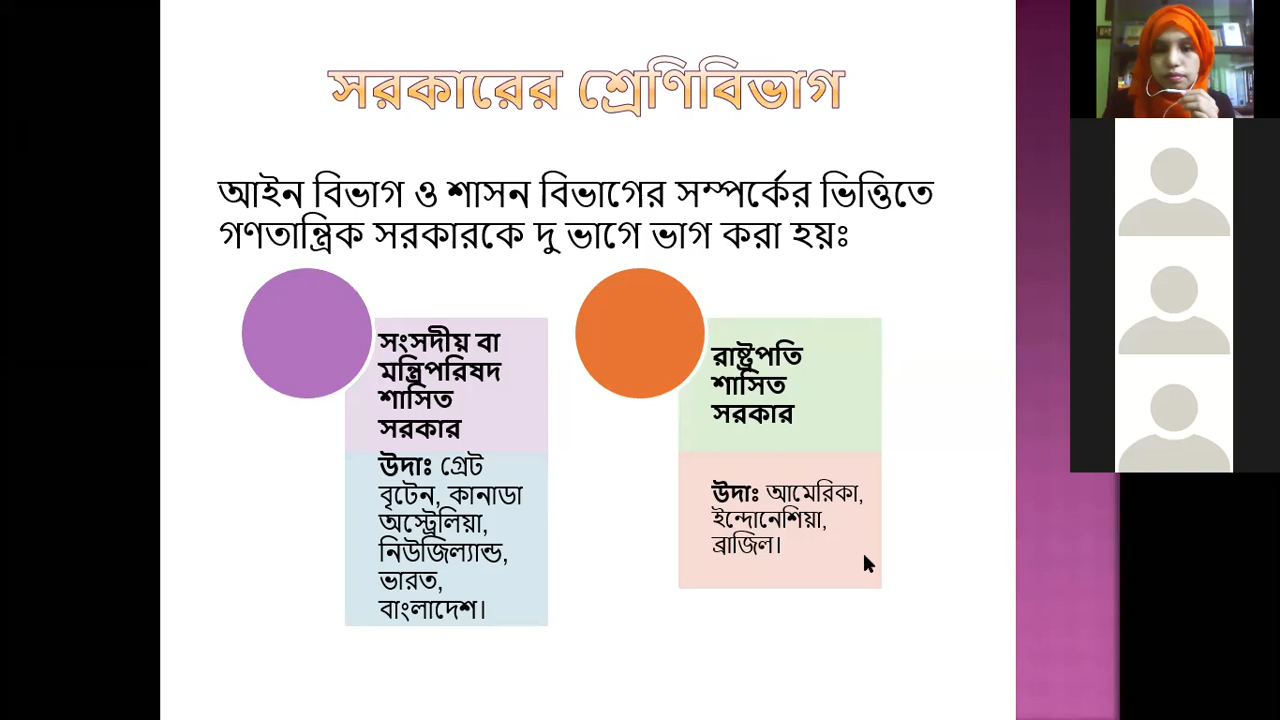 সরকারের শ্রেণিবিভাগ
আইন বিভাগ ও শাসন বিভাগের সম্পর্কের ভিত্তিতে
গণতান্ত্রিক সরকারকে দু ভাগে ভাগ করা হয়ঃ
সংসদীয় বা
মন্ত্রিপরিষদ
শাসিত
সরকার
উদাঃ গ্রেট
বৃটেন, কানাডা
অস্ট্রেলিয়া,
নিউজিল্যান্ড,
ভারত,
বাংলাদেশ।
রাষ্ট্রপতি
শাসিত
সরকার
উদাঃ আমেরিকা,
ইন্দোনেশিয়া,
ব্রাজিল।